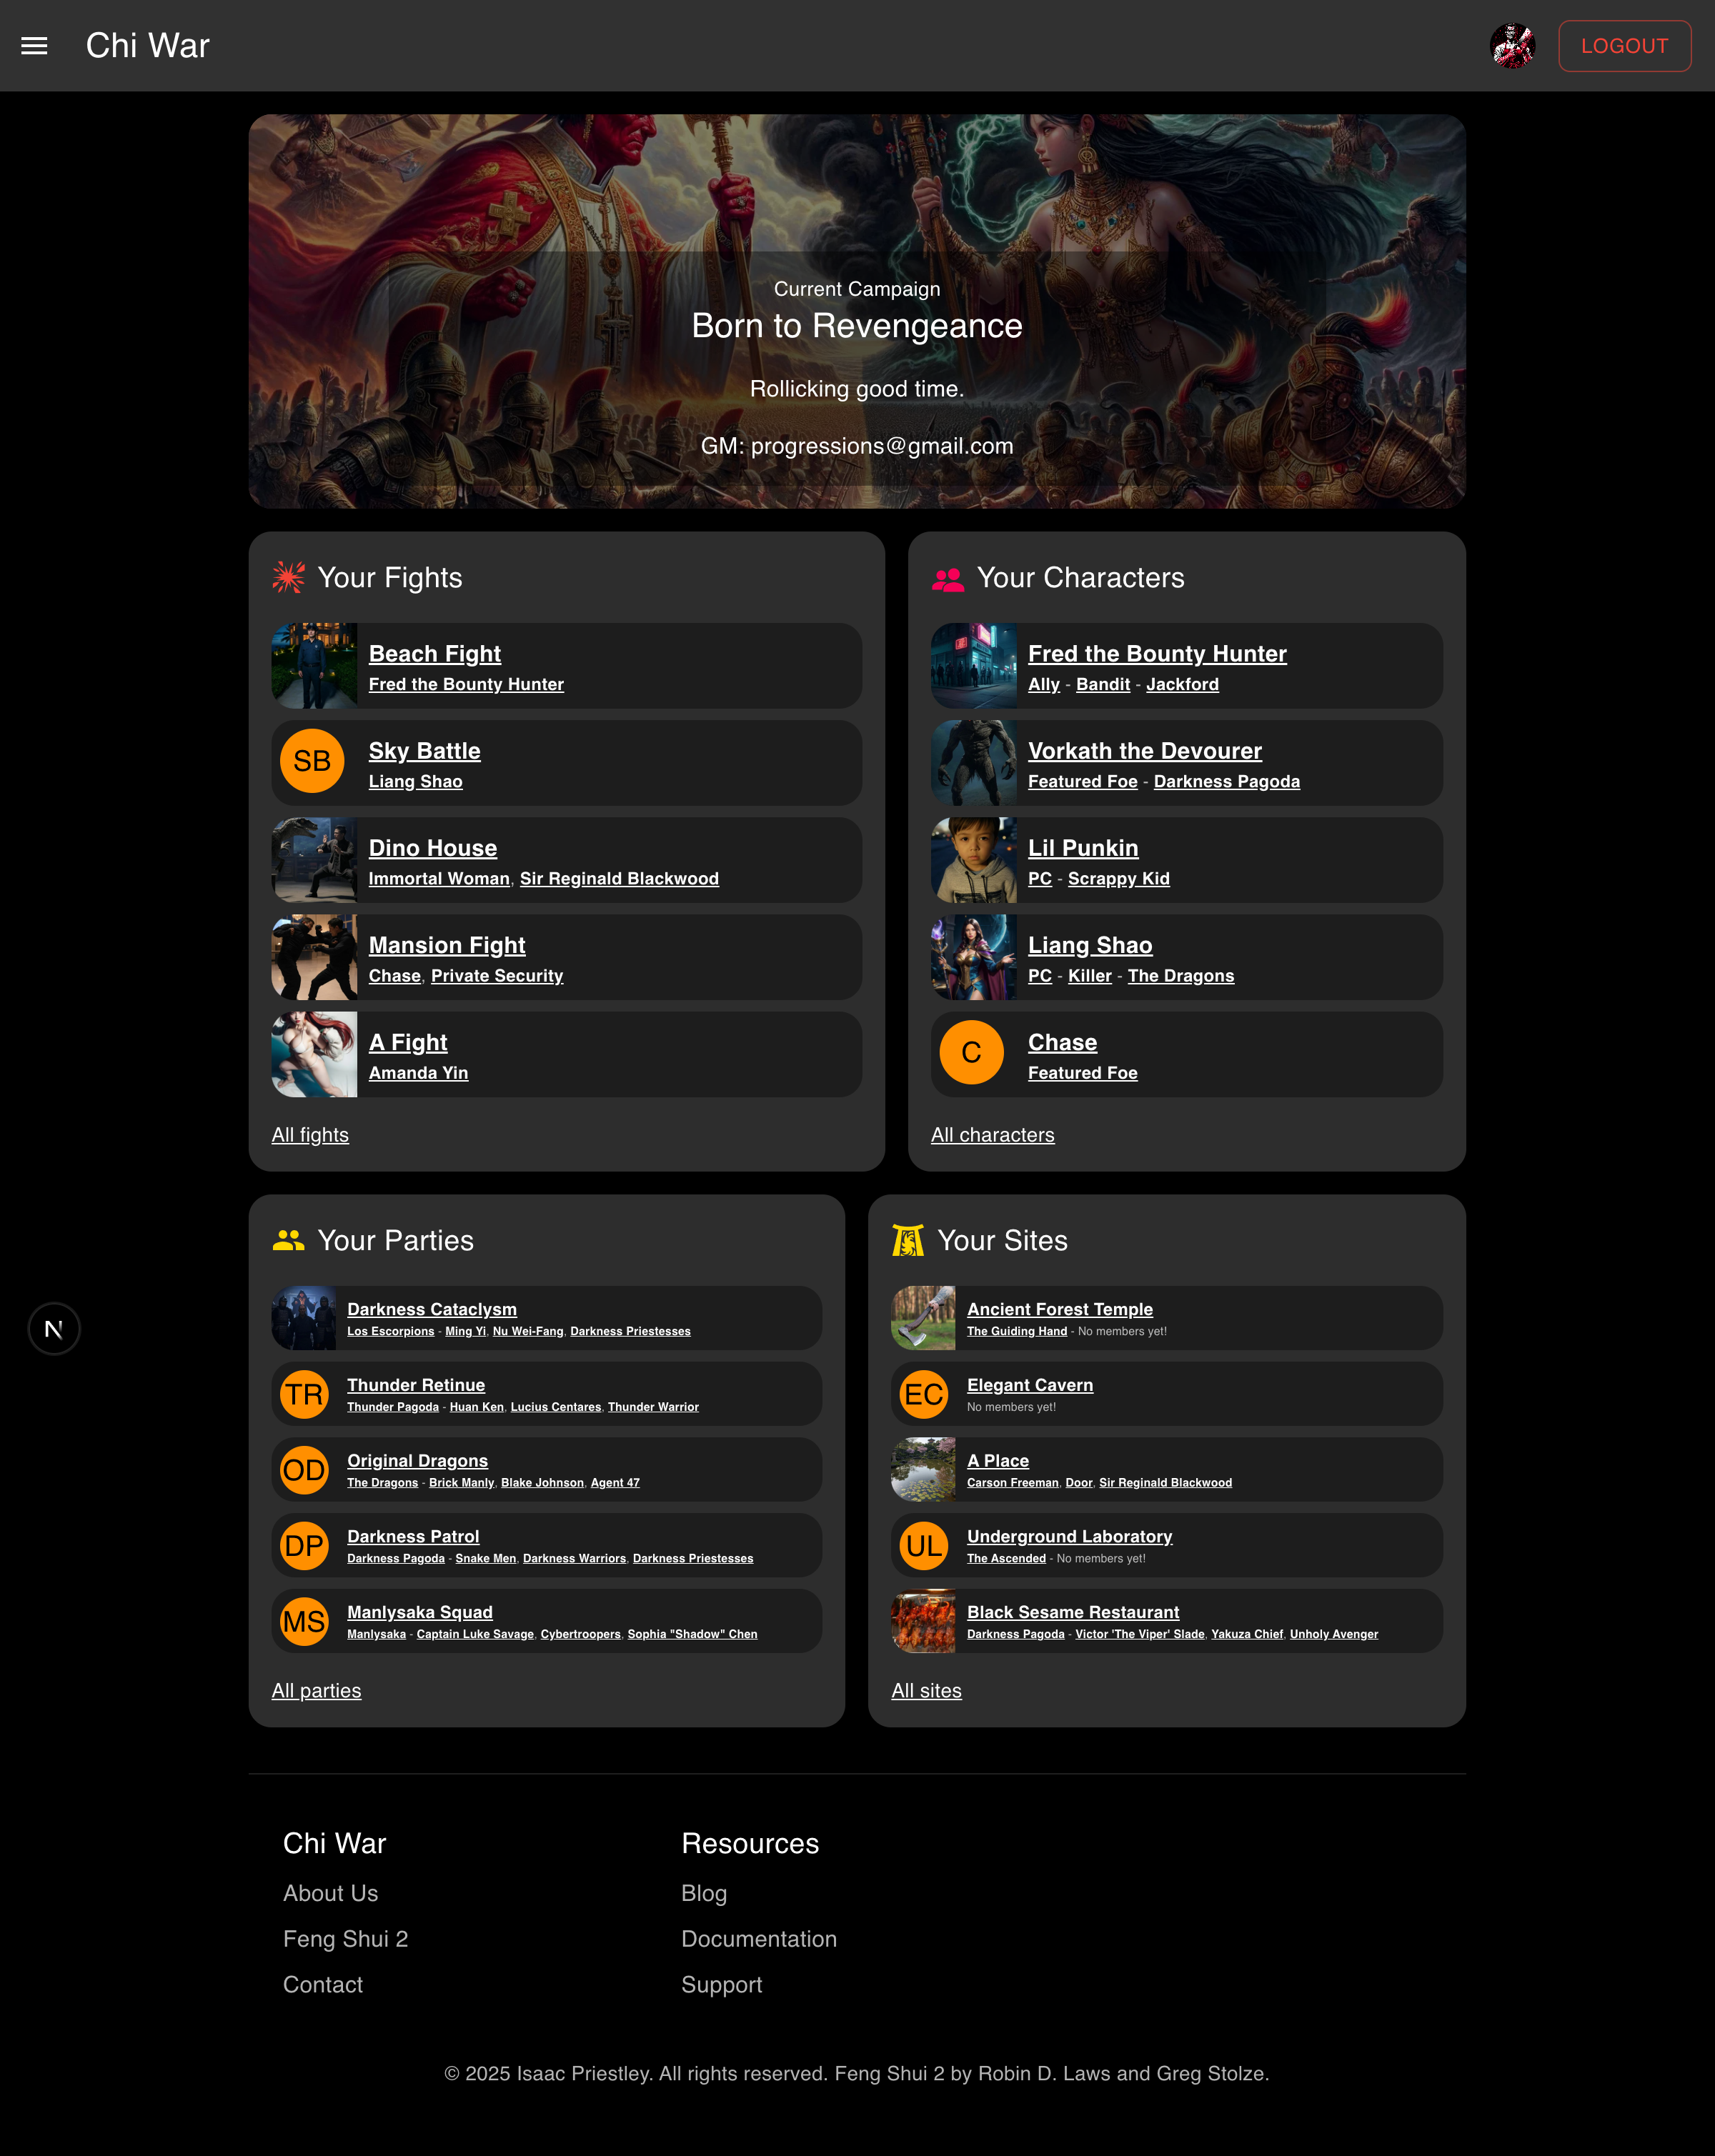 Chi War
LOGOUT
Current Campaign
Born to Revengeance
Rollicking good time.
GM: progressions@gmail.com
Your Fights
Beach Fight
Fred the Bounty Hunter
SB
Sky Battle
Liang Shao
Dino House
Immortal Woman, Sir Reginald Blackwood
Mansion Fight
Chase, Private Security
A Fight
Amanda Yin
All fights
Your Characters
Fred the Bounty Hunter
Ally - Bandit - Jackford
Vorkath the Devourer
Featured Foe - Darkness Pagoda
Lil Punkin
PC - Scrappy Kid
Liang Shao
PC - Killer - The Dragons
C
Chase
Featured Foe
All characters
Your Parties
Darkness Cataclysm
Los Escorpions - Ming Yi, Nu Wei-Fang, Darkness Priestesses
TR
Thunder Retinue
Thunder Pagoda - Huan Ken, Lucius Centares, Thunder Warrior
OD
Original Dragons
The Dragons - Brick Manly, Blake Johnson, Agent 47
DP
Darkness Patrol
Darkness Pagoda - Snake Men, Darkness Warriors, Darkness Priestesses
MS
Manlysaka Squad
Manlysaka - Captain Luke Savage, Cybertroopers, Sophia "Shadow" Chen
All parties
Your Sites
Ancient Forest Temple
The Guiding Hand - No members yet!
EC
Elegant Cavern
No members yet!
A Place
Carson Freeman, Door, Sir Reginald Blackwood
UL
Underground Laboratory
The Ascended - No members yet!
Black Sesame Restaurant
Darkness Pagoda - Victor 'The Viper' Slade, Yakuza Chief, Unholy Avenger
All sites
N
Chi War
About Us
Feng Shui 2
Contact
Resources
Blog
Documentation
Support
© 2025 Isaac Priestley. All rights reserved. Feng Shui 2 by Robin D. Laws and Greg Stolze.